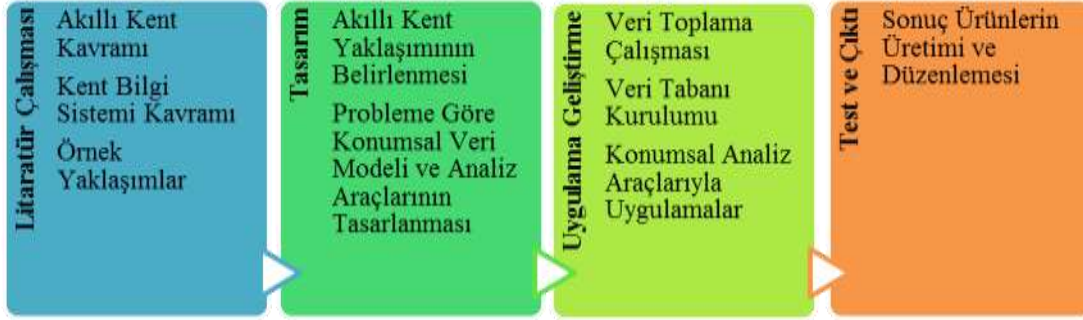 Litaratür Çalışması
Akıllı Kent
Kavramı
Kent Bilgi
Sistemi Kavramı
Örnek
Yaklaşımlar
Tasarım
Akıllı Kent
Yaklaşımının
Belirlenmesi
Probleme Göre
Konumsal Veri
Modeli ve Analiz
Araçlarının
Tasarlanması
Uygulama Geliştirme
Veri Toplama
Çalışması
Veri Tabanı
Kurulumu
Konumsal Analiz
Araçlarıyla
Uygulamalar
Test ve Çıktı
Sonuç Ürünlerin
Üretimi ve
Düzenlemesi